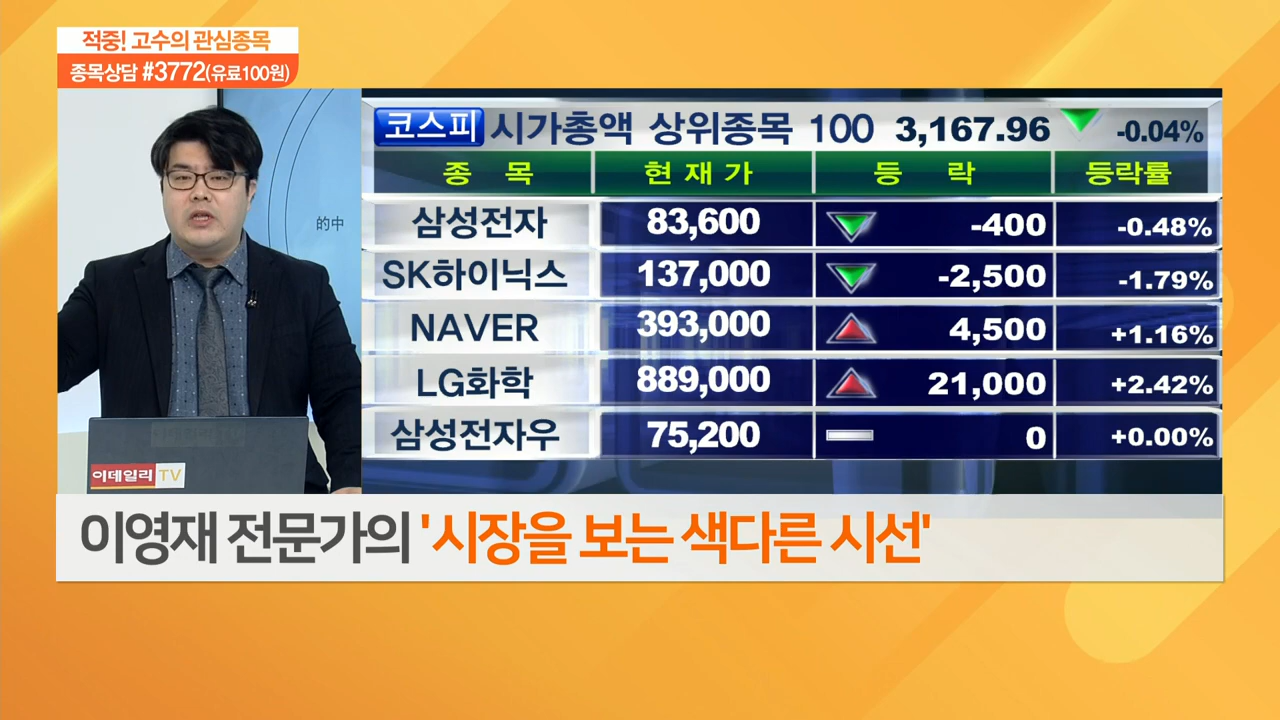 적중! 고수의 관심종목
종목상담 #3772(유료100원)
的中
코스피 시가총액 상위종목 100 3,167.96 -0.04%
종 목 현 재 가 등 락 등락률
삼성전자 83,600 -400 -0.48%
SK하이닉스 137,000 -2,500 -1.79%
NAVER 393,000 4,500 +1.16%
LG화학 889,000 21,000 +2.42%
삼성전자우 75,200 0 +0.00%
이데일리 TV
이영재 전문가의 '시장을 보는 색다른 시선'